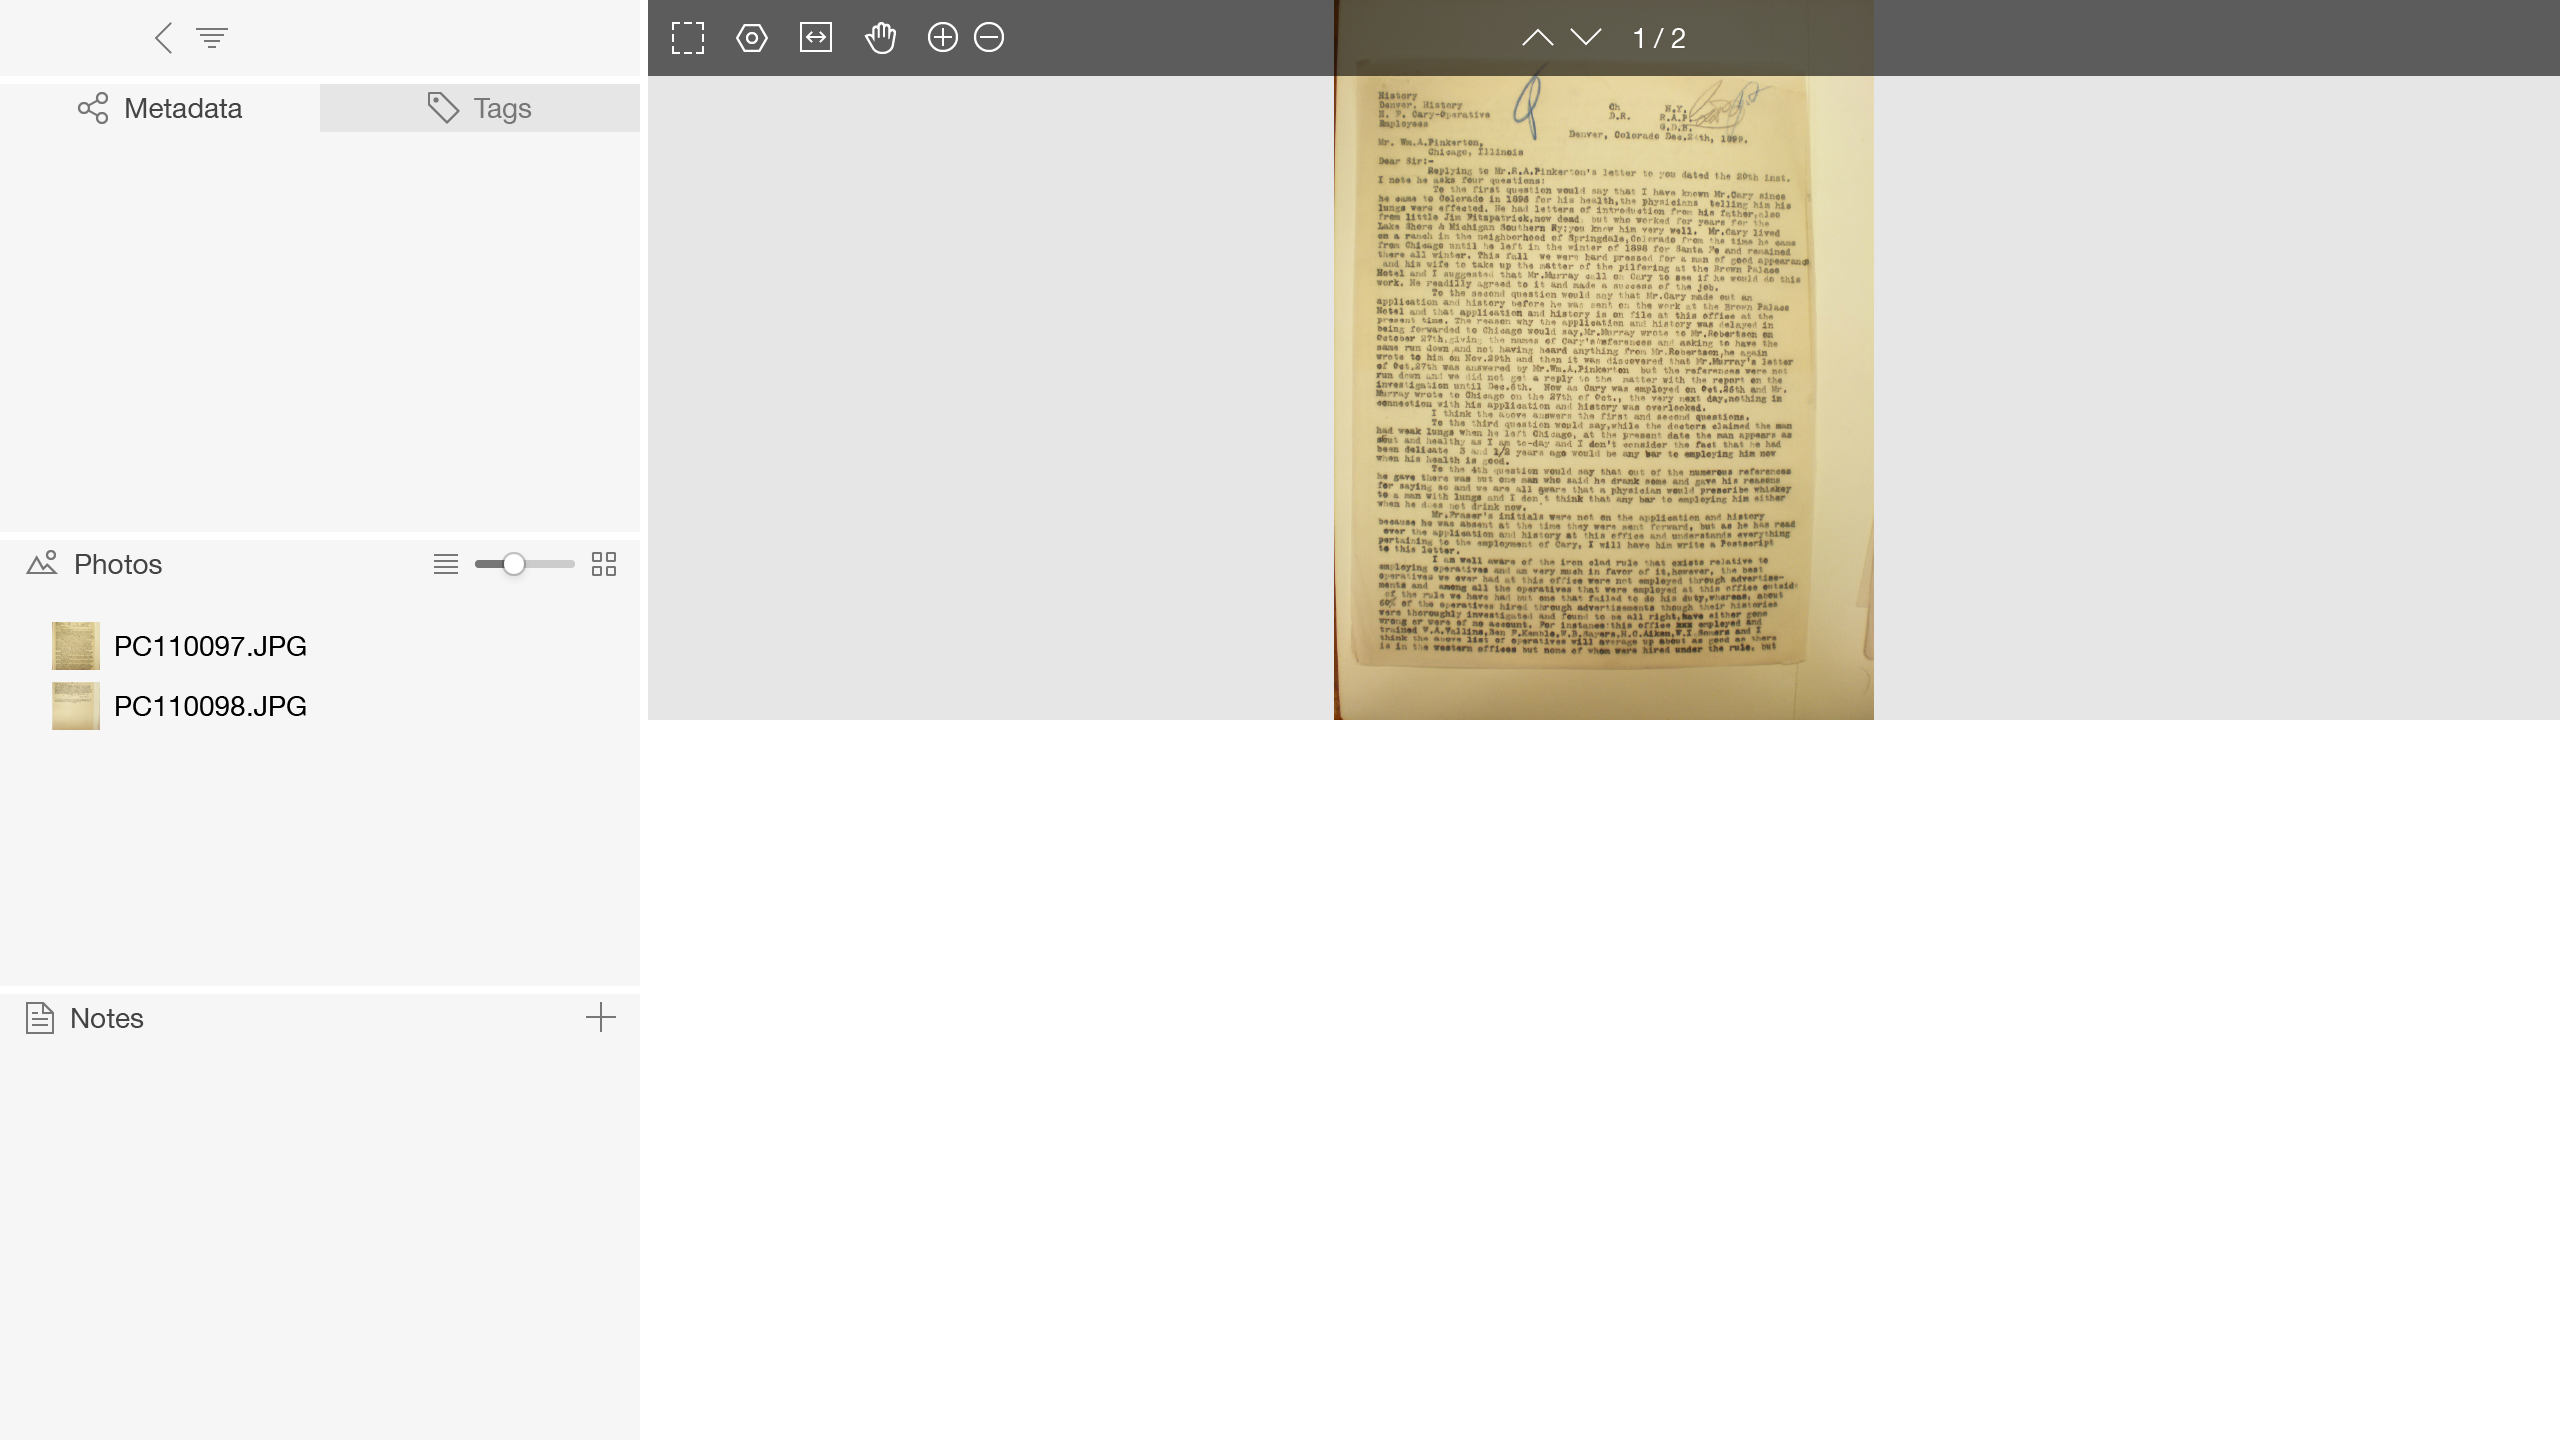 1 / 2
Metadata
Tags
Photos
PC110097.JPG
PC110098.JPG
Notes
History
Denver, History
H. F. Cary-Operative
Employees
Ch N.Y.
D.R. R.A.P.
G.D.B.
Denver, Colorado Dec.24th, 1899.
Mr. Wm.A.Pinkerton,
Chicago, Illinois
Dear Sir:-
Replying to Mr.R.A.Pinkerton's letter to you dated the 20th inst.
I note he asks four questions:
To the first question would say that I have known Mr.Cary since
he came to Colorado in 1896 for his health,the physicians telling him his
lungs were effected. He had letters of introduction from his father,also
from little Jim Fitzpatrick,now dead, but who worked for years for the
Lake Shore & Michigan Southern Ry;you knew him very well. Mr.Cary lived
on a ranch in the neighborhood of Springdale,Colorado from the time he came
from Chicago until he left in the winter of 1898 for Santa Fe and remained
there all winter. This fall we were hard pressed for a man of good appearance
and his wife to take up the matter of the pilfering at the Brown Palace
Hotel and I suggested that Mr.Murray call on Cary to see if he would do this
work. He readilly agreed to it and made a success of the job.
To the second question would say that Mr.Cary made out an
application and history before he was sent on the work at the Brown Palace
Hotel and that application and history is on file at this office at the
present time. The reason why the application and history was delayed in
being forwarded to Chicago would say,Mr.Murray wrote to Mr.Robertson on
October 27th,giving the names of Cary's references and asking to have the
same run down,and not having heard anything from Mr.Robertson,he again
wrote to him on Nov.29th and then it was discovered that Mr.Murray's letter
of Oct.27th was answered by Mr.Wm.A.Pinkerton but the references were not
run down and we did not get a reply to the matter with the report on the
investigation until Dec.6th. Now as Cary was employed on Oct.26th and Mr.
Murray wrote to Chicago on the 27th of Oct., the very next day,nothing in
connection with his application and history was overlooked.
I think the above answers the first and second questions.
To the third question would say,while the doctors claimed the man
had weak lungs when he left Chicago, at the present date the man appears as
stout and healthy as I am to-day and I don't consider the fact that he had
been delicate 3 and 1/2 years ago would be any bar to employing him now
when his health is good.
To the 4th question would say that out of the numerous references
he gave there was but one man who said he drank some and gave his reasons
for saying so and we are all aware that a physician would prescribe whiskey
to a man with lungs and I don't think that any bar to employing him either
when he does not drink now.
Mr.Fraser's initials were not on the application and history
because he was absent at the time they were sent forward, but as he has read
over the application and history at this office and understands everything
pertaining to the employment of Cary, I will have him write a Postscript
to this letter.
I am well aware of the iron clad rule that exists relative to
employing operatives and am very much in favor of it,however, the best
operatives we ever had at this office were not employed through advertise-
ments and among all the operatives that were employed at this office outside
of the rule we have had but one that failed to do his duty,whereas, about
60% of the operatives hired through advertisements though their histories
were thoroughly investigated and found to be all right,have either gone
wrong or were of no account. For instance:this office xxx employed and
trained W.A.Vallins,Ben F.Kemble,W.B.Sayers,H.C.Aiken,W.I.Somers and I
think the above list of operatives will average up about as good as there
is in the western offices but none of whom were hired under the rule, but